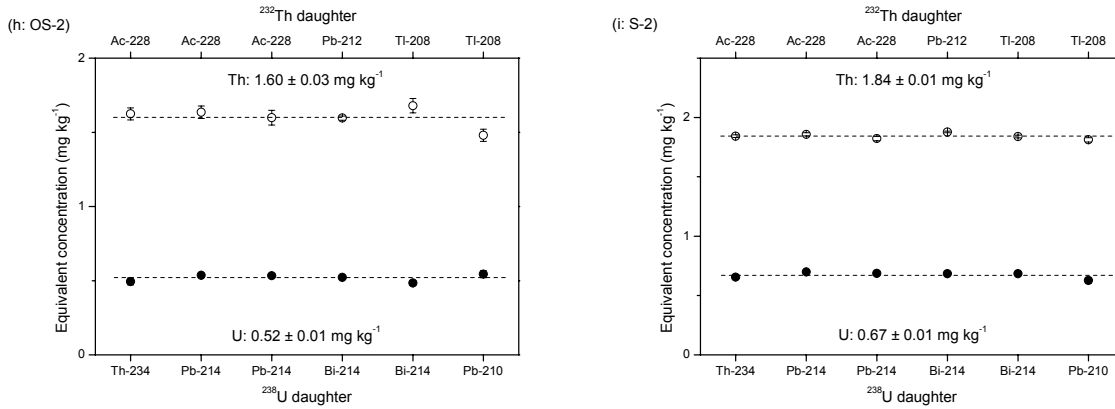 (h: OS-2)
²³²Th daughter
Ac-228 Ac-228 Ac-228 Pb-212 Tl-208 Tl-208
2
Th: 1.60 ± 0.03 mg kg⁻¹
Equivalent concentration (mg kg⁻¹)
1
U: 0.52 ± 0.01 mg kg⁻¹
0
Th-234 Pb-214 Pb-214 Bi-214 Bi-214 Pb-210
²³⁸U daughter
(i: S-2)
²³²Th daughter
Ac-228 Ac-228 Ac-228 Pb-212 Tl-208 Tl-208
Th: 1.84 ± 0.01 mg kg⁻¹
2
Equivalent concentration (mg kg⁻¹)
1
U: 0.67 ± 0.01 mg kg⁻¹
0
Th-234 Pb-214 Pb-214 Bi-214 Bi-214 Pb-210
²³⁸U daughter